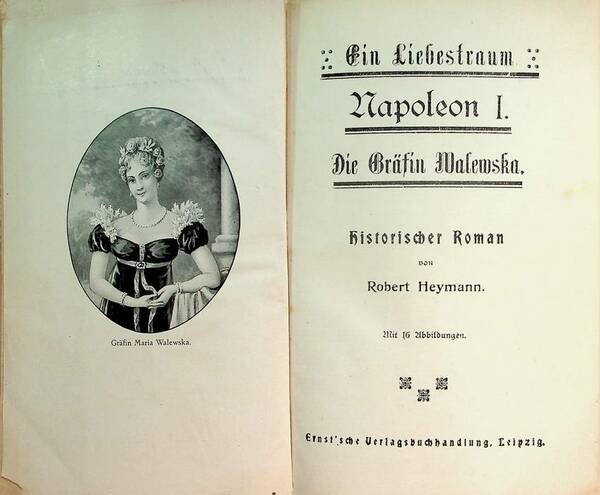 Gräfin Maria Walewska.
Ein Liebestraum
Napoleon I.
Die Gräfin Walewska.
Historischer Roman
von
Robert Heymann.
Mit 16 Abbildungen.
Ernst'sche Verlagsbuchhandlung, Leipzig.